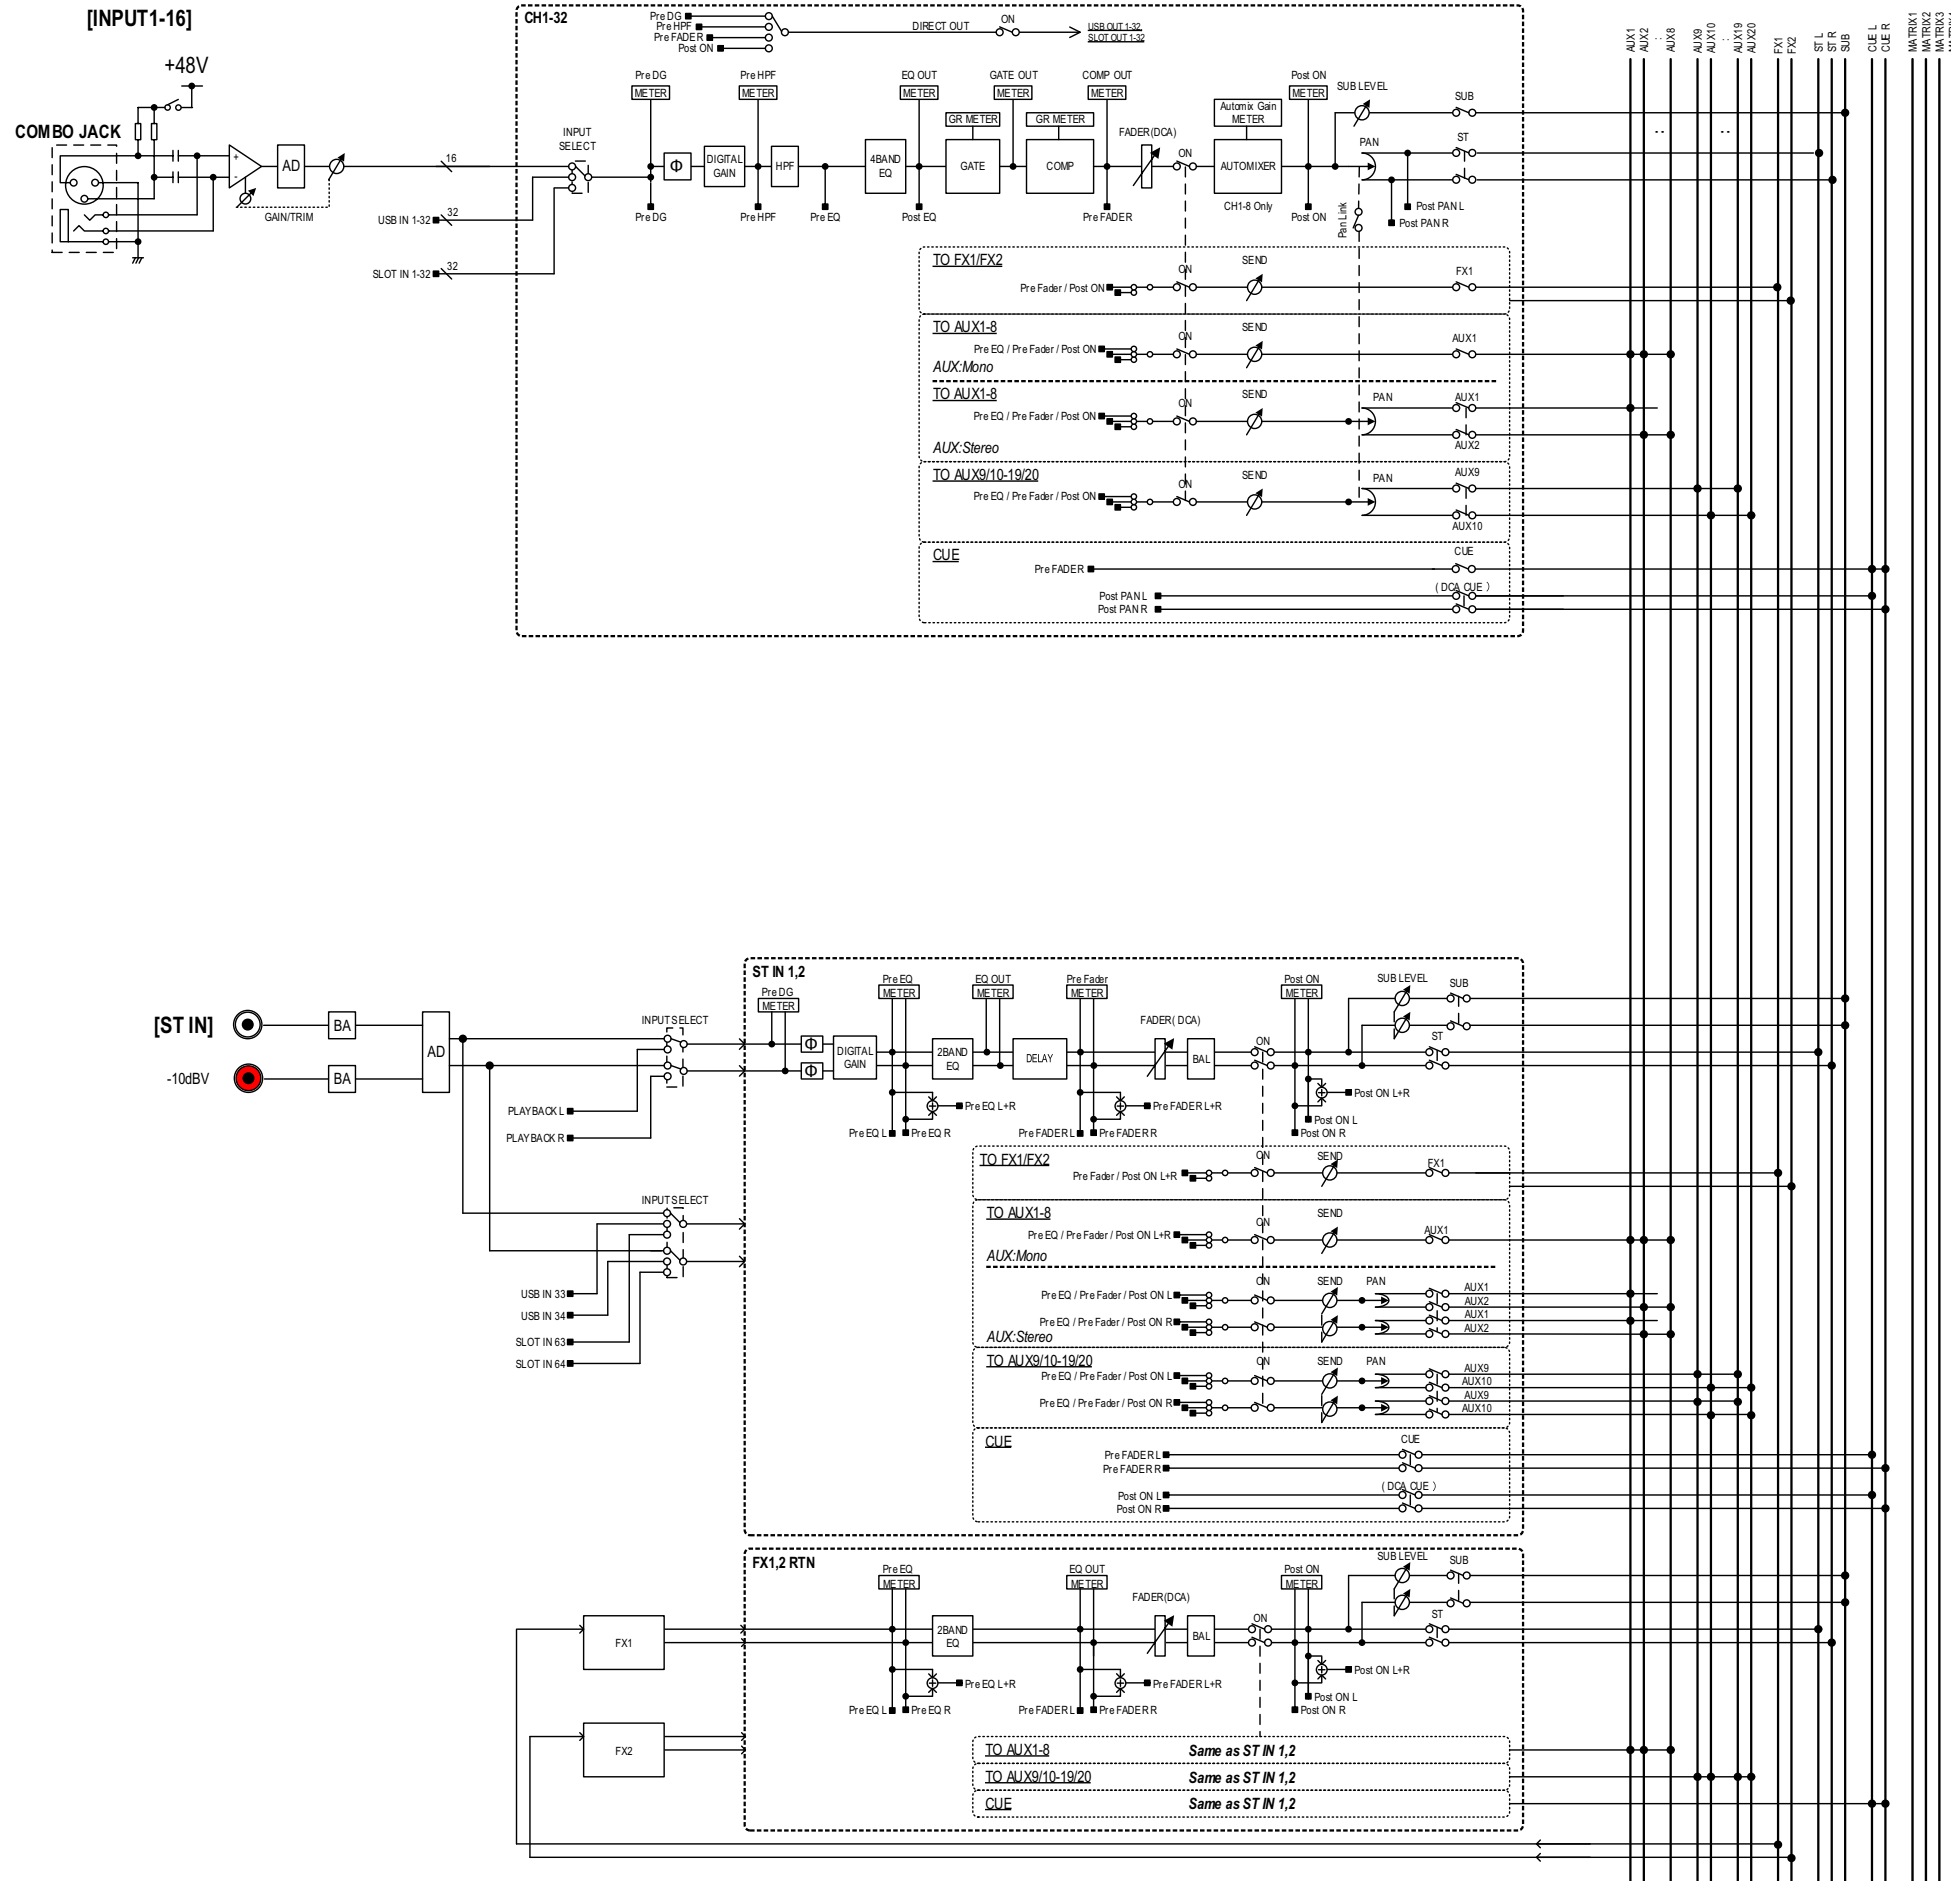 [INPUT1-16]
+48V
COMBO JACK
AD
GAIN/TRIM
16
USB IN 1-32
32
SLOT IN 1-32
32
CH1-32
Pre DG
Pre HPF
Pre FADER
Post ON
DIRECT OUT
ON
USB OUT 1-32
SLOT OUT 1-32
INPUT
SELECT
Pre DG
METER
Pre HPF
METER
EQ OUT
METER
GATE OUT
METER
COMP OUT
METER
Post ON
METER
SUB LEVEL
SUB
GR METER
GR METER
Automix Gain
METER
FADER(DCA)
ON
PAN
ST
Φ
DIGITAL
GAIN
HPF
4BAND
EQ
GATE
COMP
AUTOMIXER
CH1-8 Only
Pre DG
Pre HPF
Pre EQ
Post EQ
Pre FADER
Post ON
Pan Link
Post PAN L
Post PAN R
TO FX1/FX2
Pre Fader / Post ON
ON
SEND
FX1
TO AUX1-8
Pre EQ / Pre Fader / Post ON
AUX:Mono
ON
SEND
AUX1
TO AUX1-8
Pre EQ / Pre Fader / Post ON
AUX:Stereo
ON
SEND
PAN
AUX1
AUX2
TO AUX9/10-19/20
Pre EQ / Pre Fader / Post ON
ON
SEND
PAN
AUX9
AUX10
CUE
Pre FADER
CUE
Post PAN L
Post PAN R
( DCA CUE )
AUX1
AUX2
AUX8
AUX9
AUX10
AUX19
AUX20
FX1
FX2
ST L
ST R
SUB
CUE L
CUE R
MATRIX1
MATRIX2
MATRIX3
[ST IN]
-10dBV
BA
BA
AD
INPUT SELECT
PLAYBACK L
PLAYBACK R
INPUT SELECT
USB IN 33
USB IN 34
SLOT IN 63
SLOT IN 64
ST IN 1,2
Pre DG
METER
Pre EQ
METER
EQ OUT
METER
Pre Fader
METER
Post ON
METER
SUB LEVEL
SUB
FADER( DCA)
ON
ST
Φ
Φ
DIGITAL
GAIN
2BAND
EQ
DELAY
BAL
Pre EQ L+R
Pre EQ L
Pre EQ R
Pre FADER L+R
Pre FADER L
Pre FADER R
Post ON L+R
Post ON L
Post ON R
TO FX1/FX2
Pre Fader / Post ON L+R
ON
SEND
FX1
TO AUX1-8
Pre EQ / Pre Fader / Post ON L+R
AUX:Mono
ON
SEND
AUX1
Pre EQ / Pre Fader / Post ON L
Pre EQ / Pre Fader / Post ON R
AUX:Stereo
ON
SEND
PAN
AUX1
AUX2
AUX1
AUX2
TO AUX9/10-19/20
Pre EQ / Pre Fader / Post ON L
Pre EQ / Pre Fader / Post ON R
ON
SEND
PAN
AUX9
AUX10
AUX9
AUX10
CUE
Pre FADER L
Pre FADER R
CUE
Post ON L
Post ON R
( DCA CUE )
FX1,2 RTN
Pre EQ
METER
EQ OUT
METER
Post ON
METER
SUB LEVEL
SUB
FADER(DCA)
ON
ST
FX1
2BAND
EQ
BAL
Pre EQ L+R
Pre EQ L
Pre EQ R
Pre FADER L+R
Pre FADER L
Pre FADER R
Post ON L+R
Post ON L
Post ON R
FX2
TO AUX1-8 Same as ST IN 1,2
TO AUX9/10-19/20 Same as ST IN 1,2
CUE Same as ST IN 1,2